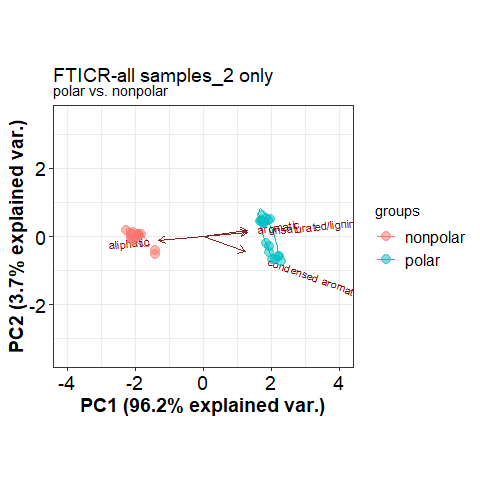 FTICR-all samples_2 only
polar vs. nonpolar
PC2 (3.7% explained var.)
2
0
-2
aliphatic
aromatic
unsaturated/lignin
condensed aromat
-4
-2
0
2
4
PC1 (96.2% explained var.)
groups
nonpolar
polar